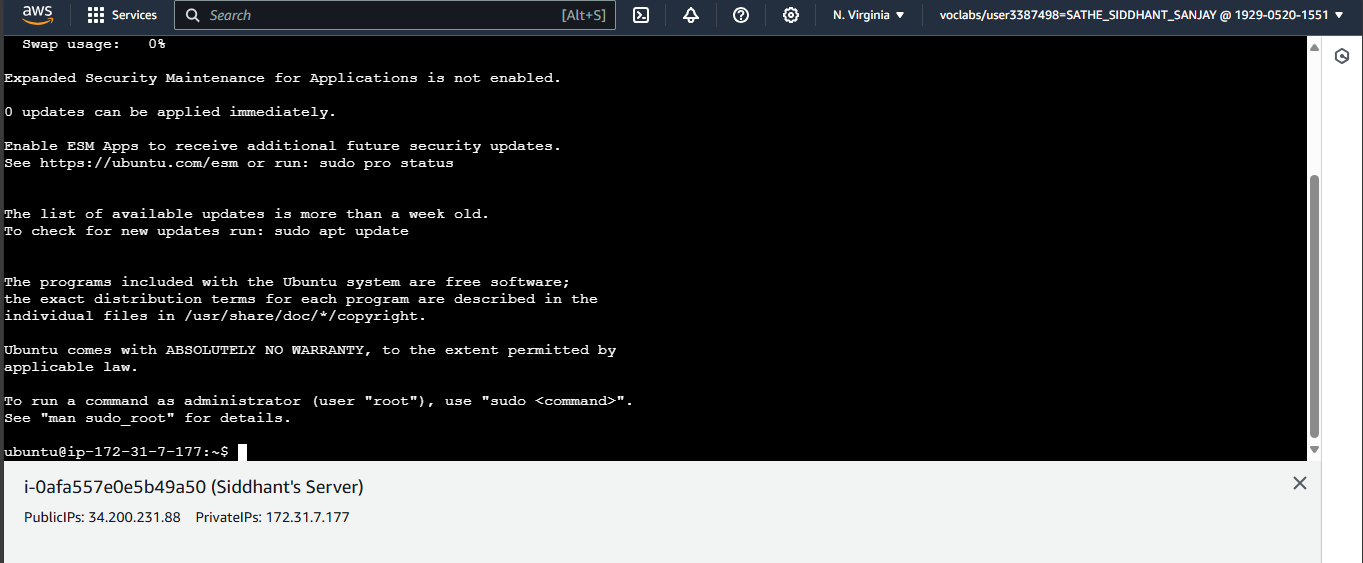 aws
Services
Search [Alt+S]
N. Virginia
voclabs/user3387498=SATHE_SIDDHANT_SANJAY @ 1929-0520-1551
Swap usage: 0%
Expanded Security Maintenance for Applications is not enabled.
0 updates can be applied immediately.
Enable ESM Apps to receive additional future security updates.
See https://ubuntu.com/esm or run: sudo pro status
The list of available updates is more than a week old.
To check for new updates run: sudo apt update
The programs included with the Ubuntu system are free software;
the exact distribution terms for each program are described in the
individual files in /usr/share/doc/*/copyright.
Ubuntu comes with ABSOLUTELY NO WARRANTY, to the extent permitted by
applicable law.
To run a command as administrator (user "root"), use "sudo <command>".
See "man sudo_root" for details.
ubuntu@ip-172-31-7-177:~$
i-0afa557e0e5b49a50 (Siddhant's Server)
PublicIPs: 34.200.231.88 PrivateIPs: 172.31.7.177